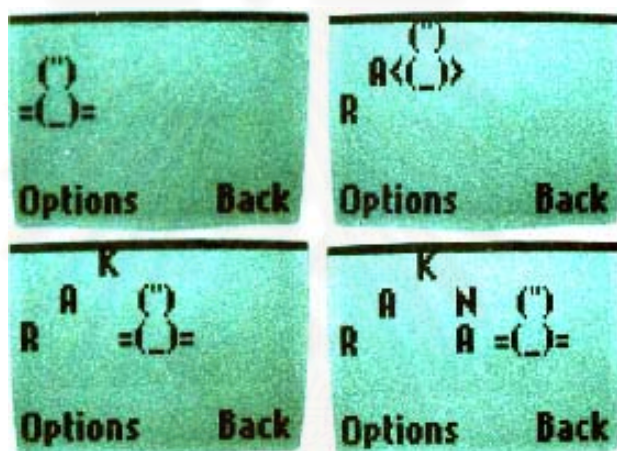 (")
=(_)=
Options Back
(")
A<(_)>
R
Options Back
K
A (")
R =(_)=
Options Back
K
A N (")
R A =(_)=
Options Back